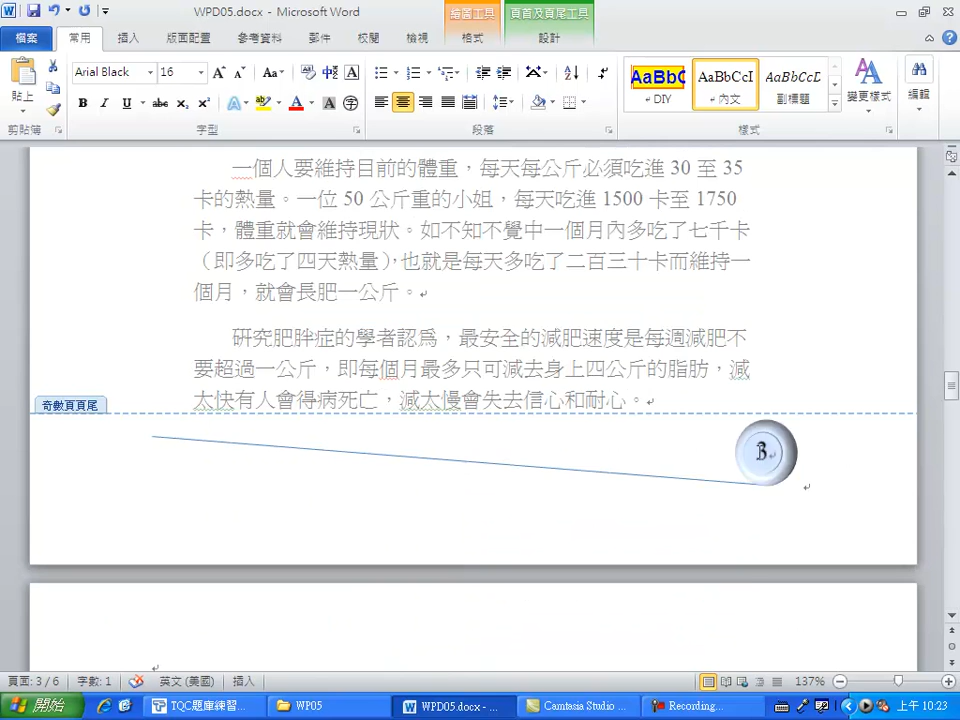 WPD05.docx - Microsoft Word
繪圖工具
頁首及頁尾工具
檔案
常用
插入
版面配置
參考資料
郵件
校閱
檢視
格式
設計
貼上
Arial Black
16
AaBbC
AaBbCcI
AaBbCcL
DIY
內文
副標題
變更樣式
編輯
剪貼簿
字型
段落
樣式
一個人要維持目前的體重，每天每公斤必須吃進 30 至 35
卡的熱量。一位 50 公斤重的小姐，每天吃進 1500 卡至 1750
卡，體重就會維持現狀。如不知不覺中一個月內多吃了七千卡
（即多吃了四天熱量），也就是每天多吃了二百三十卡而維持一
個月，就會長肥一公斤。
研究肥胖症的學者認為，最安全的減肥速度是每週減肥不
要超過一公斤，即每個月最多只可減去身上四公斤的脂肪，減
太快有人會得病死亡，減太慢會失去信心和耐心。
奇數頁頁尾
3
頁面: 3 / 6
字數: 1
英文 (美國)
插入
137%
開始
TQC題庫練習...
WP05
WPD05.docx - ...
Camtasia Studio ...
Recording...
上午 10:23